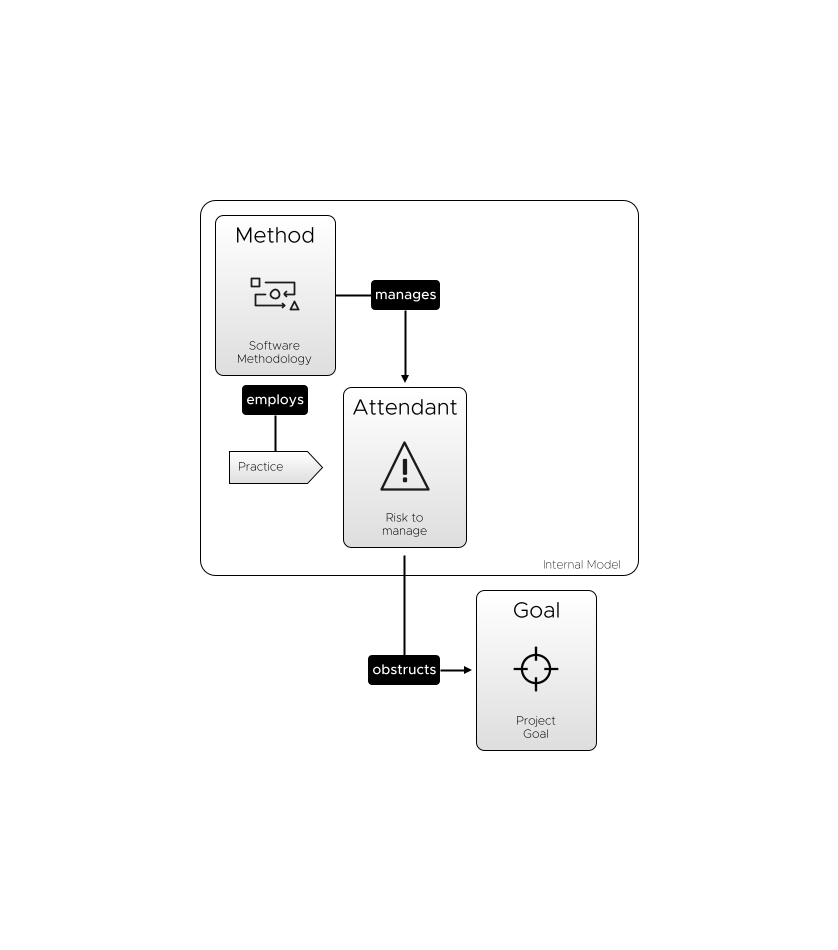 Method
manages
Software
Methodology
employs
Attendant
Practice
Risk to
manage
Internal Model
Goal
obstructs
Project
Goal